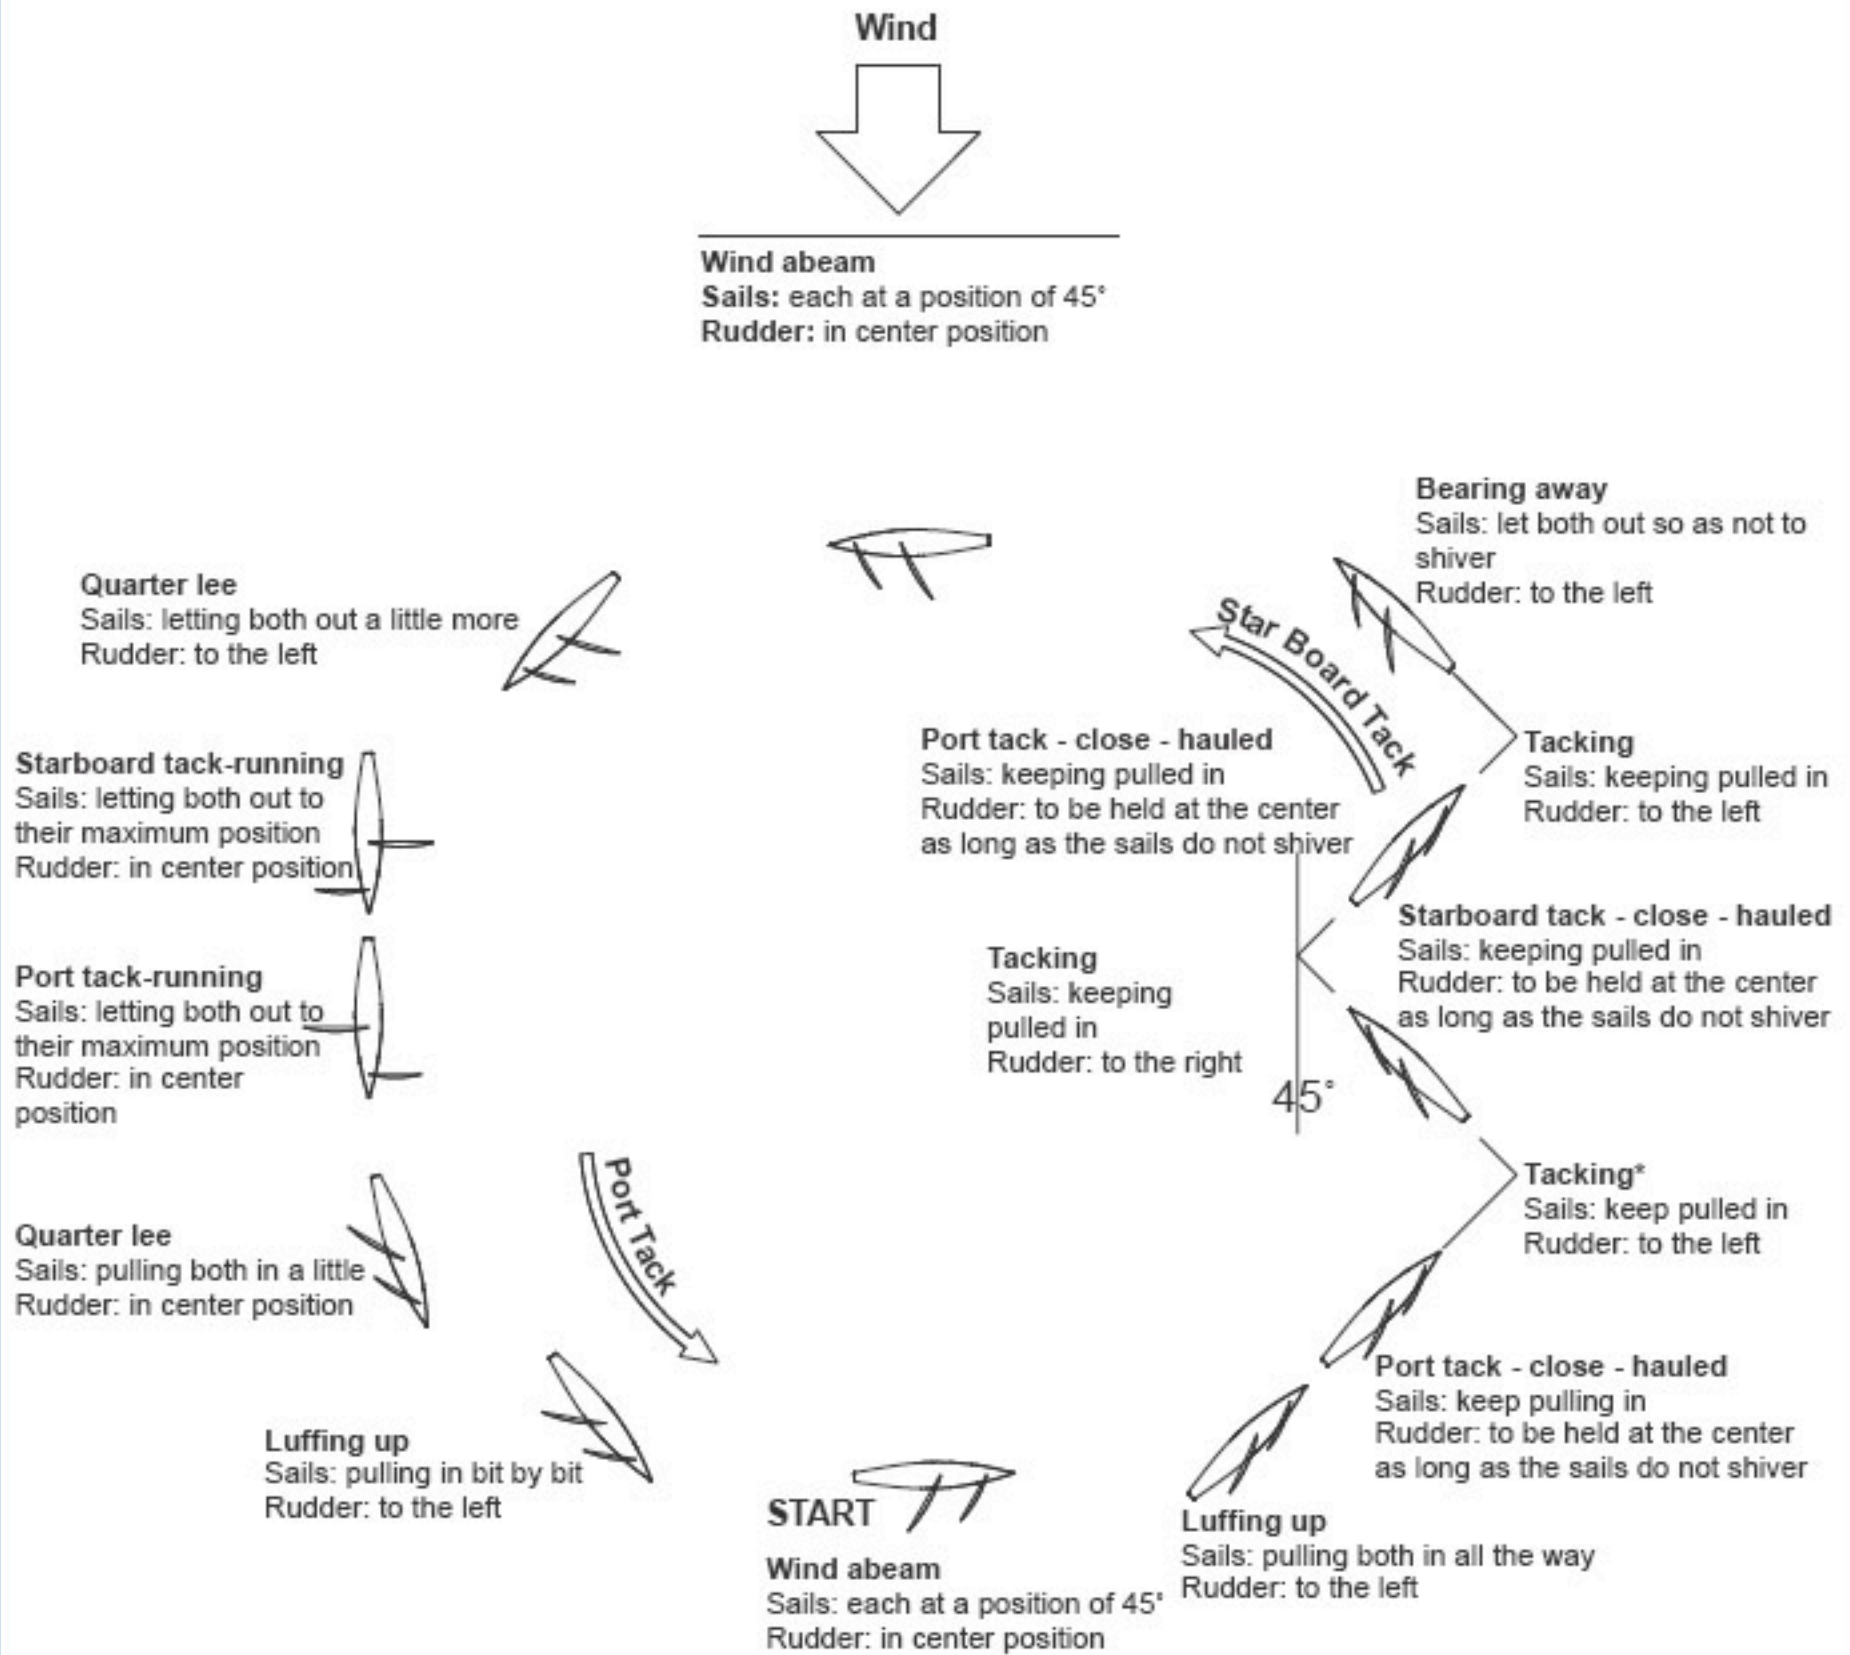 Wind
Wind abeam
Sails: each at a position of 45°
Rudder: in center position
Bearing away
Sails: let both out so as not to
shiver
Rudder: to the left
Quarter lee
Sails: letting both out a little more
Rudder: to the left
Star Board Tack
Port tack - close - hauled
Sails: keeping pulled in
Rudder: to be held at the center
as long as the sails do not shiver
Tacking
Sails: keeping pulled in
Rudder: to the left
Starboard tack-running
Sails: letting both out to
their maximum position
Rudder: in center position
Starboard tack - close - hauled
Sails: keeping pulled in
Rudder: to be held at the center
as long as the sails do not shiver
Tacking
Sails: keeping
pulled in
Rudder: to the right
45°
Port tack-running
Sails: letting both out to
their maximum position
Rudder: in center
position
Port Tack
Tacking*
Sails: keep pulled in
Rudder: to the left
Quarter lee
Sails: pulling both in a little
Rudder: in center position
Port tack - close - hauled
Sails: keep pulling in
Rudder: to be held at the center
as long as the sails do not shiver
Luffing up
Sails: pulling in bit by bit
Rudder: to the left
START
Wind abeam
Sails: each at a position of 45°
Rudder: in center position
Luffing up
Sails: pulling both in all the way
Rudder: to the left